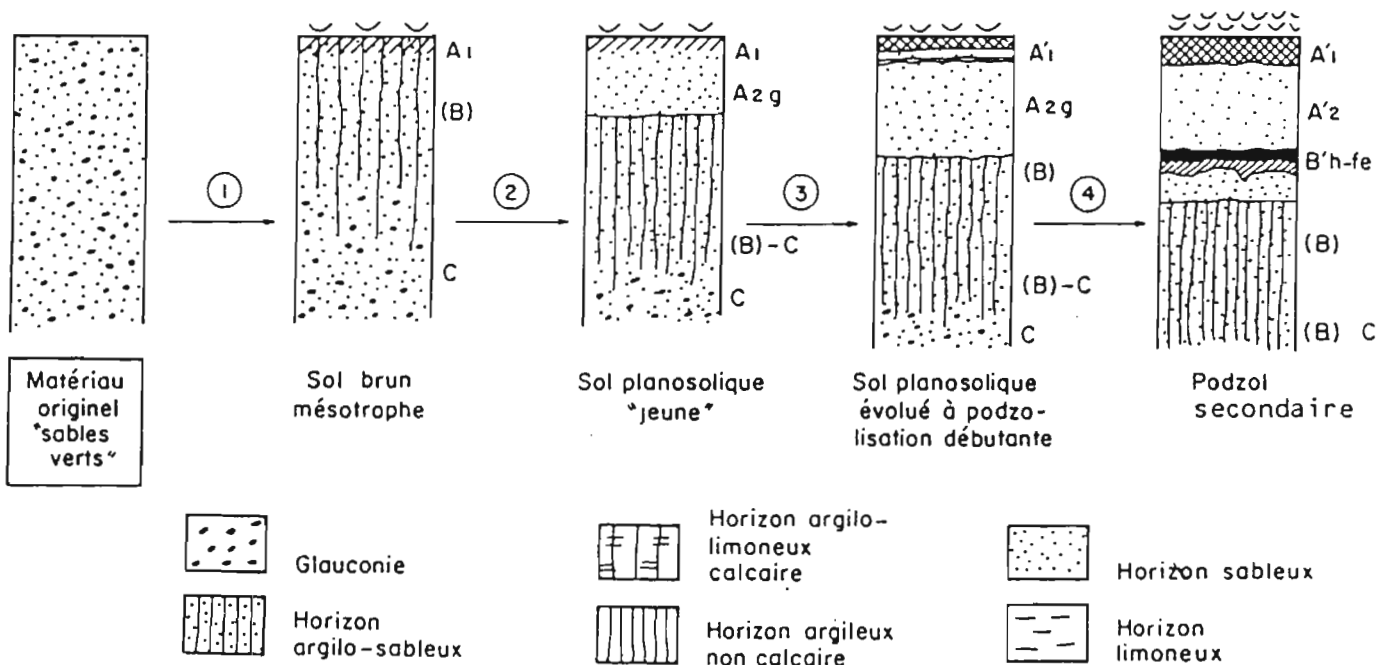 A1
(B)
C
1
A1
A2g
(B)-C
C
2
A'1
A2g
(B)
(B)-C
C
3
A'1
A'2
B'h-fe
(B)
(B) C
4
Matériau
originel
"sables
verts"
Sol brun
mésotrophe
Sol planosolique
"jeune"
Sol planosolique
évolué à podzo-
lisation débutante
Podzol
secondaire
Glauconie
Horizon
argilo-sableux
Horizon argilo-
limoneux
calcaire
Horizon argileux
non calcaire
Horizon sableux
Horizon
limoneux